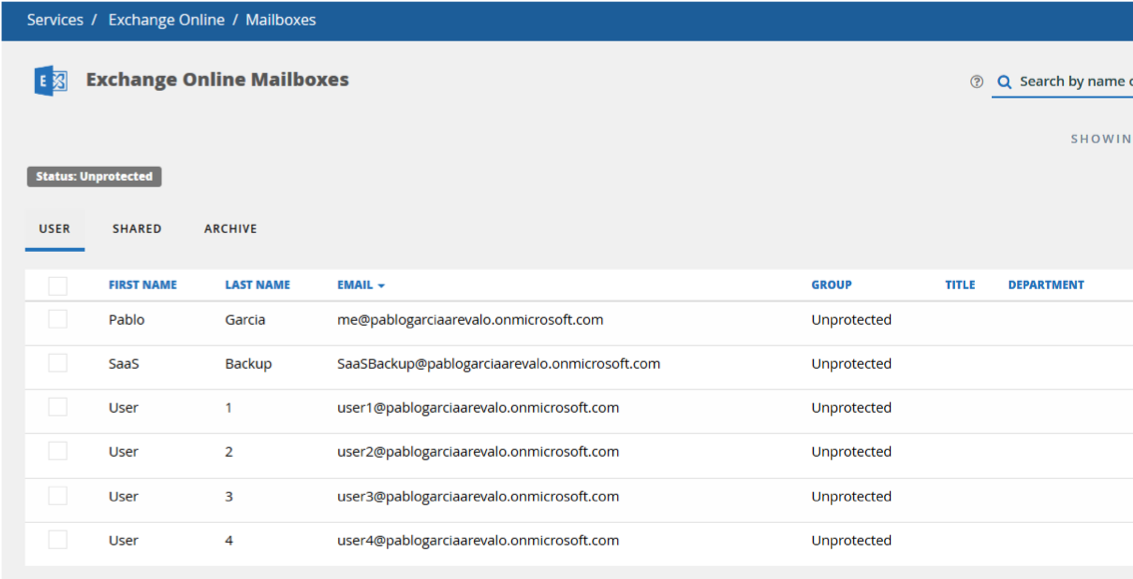 Services / Exchange Online / Mailboxes
E
Exchange Online Mailboxes
? Search by name
SHOWIN
Status: Unprotected
USER SHARED ARCHIVE
FIRST NAME LAST NAME EMAIL GROUP TITLE DEPARTMENT
Pablo Garcia me@pablogarciaarevalo.onmicrosoft.com Unprotected
SaaS Backup SaaSBackup@pablogarciaarevalo.onmicrosoft.com Unprotected
User 1 user1@pablogarciaarevalo.onmicrosoft.com Unprotected
User 2 user2@pablogarciaarevalo.onmicrosoft.com Unprotected
User 3 user3@pablogarciaarevalo.onmicrosoft.com Unprotected
User 4 user4@pablogarciaarevalo.onmicrosoft.com Unprotected